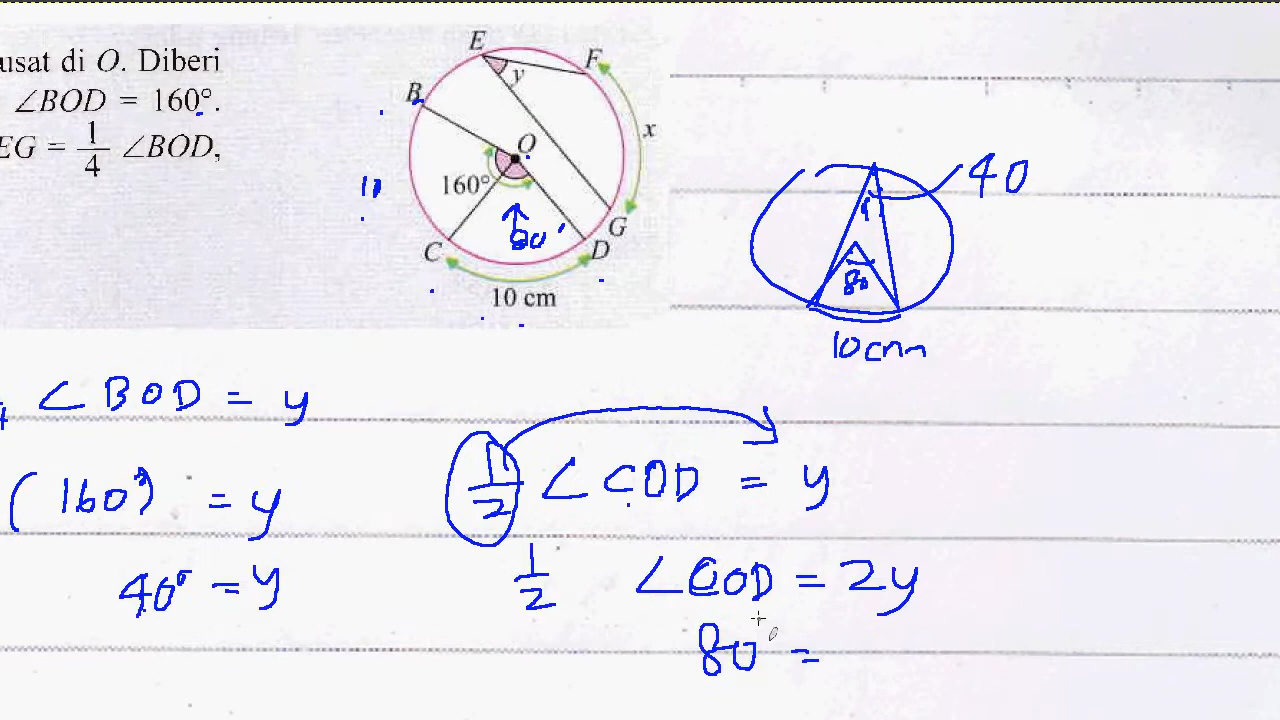 usat di O. Diberi
∠BOD = 160°.
EG = 1/4 ∠BOD,
E
F
y
B
x
O
160°
80
G
C
D
10 cm
40
80
10cm
∠BOD = y
(160°) = y
40° = y
1/2 ∠COD = y
1/2 ∠COD = 2y
80° =